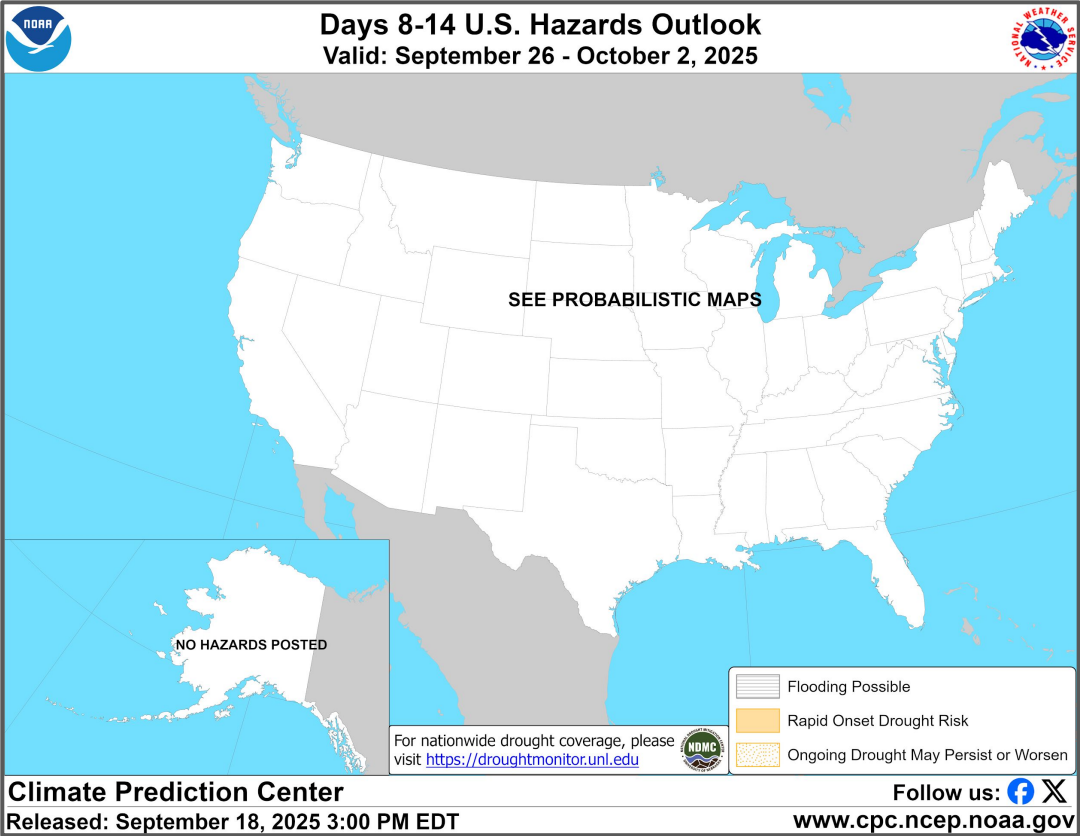 NOAA
Days 8-14 U.S. Hazards Outlook
Valid: September 26 - October 2, 2025
NATIONAL WEATHER SERVICE
SEE PROBABILISTIC MAPS
NO HAZARDS POSTED
For nationwide drought coverage, please
visit https://droughtmonitor.unl.edu
NDMC
Flooding Possible
Rapid Onset Drought Risk
Ongoing Drought May Persist or Worsen
Climate Prediction Center
Follow us:
Released: September 18, 2025 3:00 PM EDT
www.cpc.ncep.noaa.gov